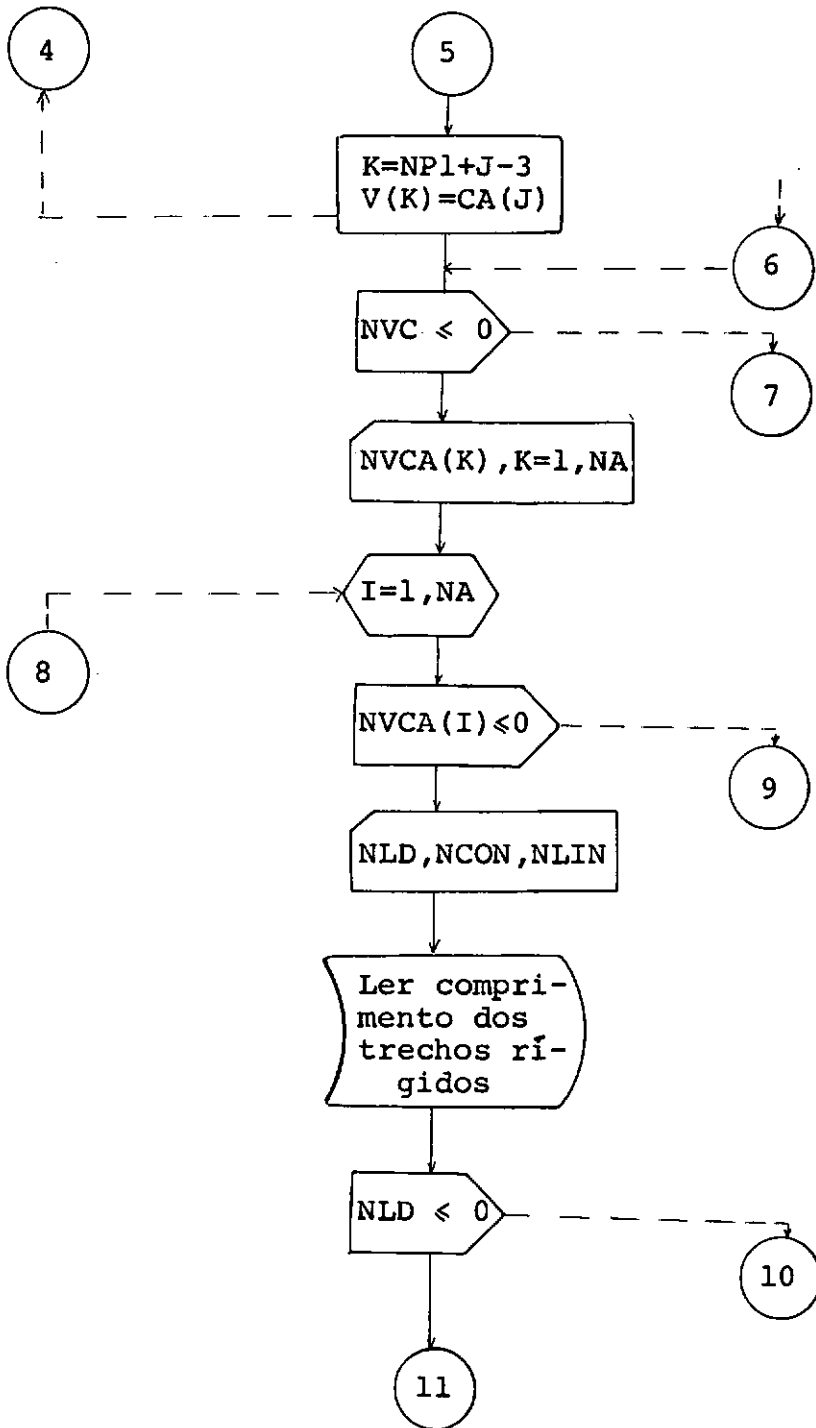 4
5
K=NP1+J-3
V(K)=CA(J)
6
NVC ⩽ 0
7
NVCA(K),K=1,NA
I=1,NA
8
NVCA(I)⩽0
9
NLD,NCON,NLIN
Ler compri-
mento dos
trechos rí-
gidos
NLD ⩽ 0
10
11